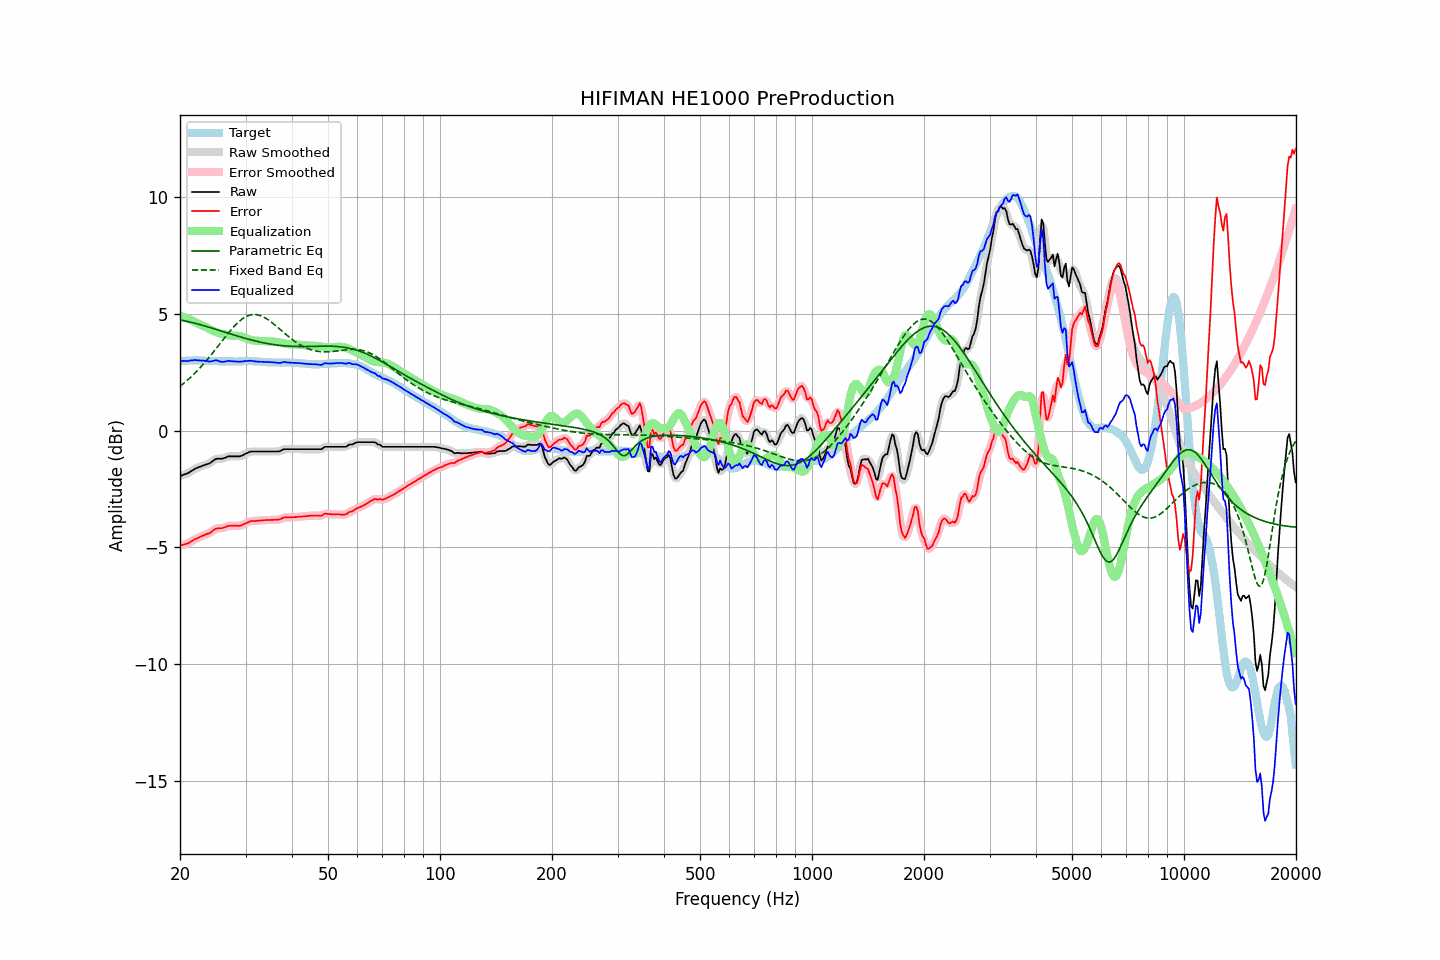 HIFIMAN HE1000 PreProduction
Target
Raw Smoothed
Error Smoothed
Raw
Error
Equalization
Parametric Eq
Fixed Band Eq
Equalized
Amplitude (dBr)
10
5
0
−5
−10
−15
20
50
100
200
500
1000
2000
5000
10000
20000
Frequency (Hz)